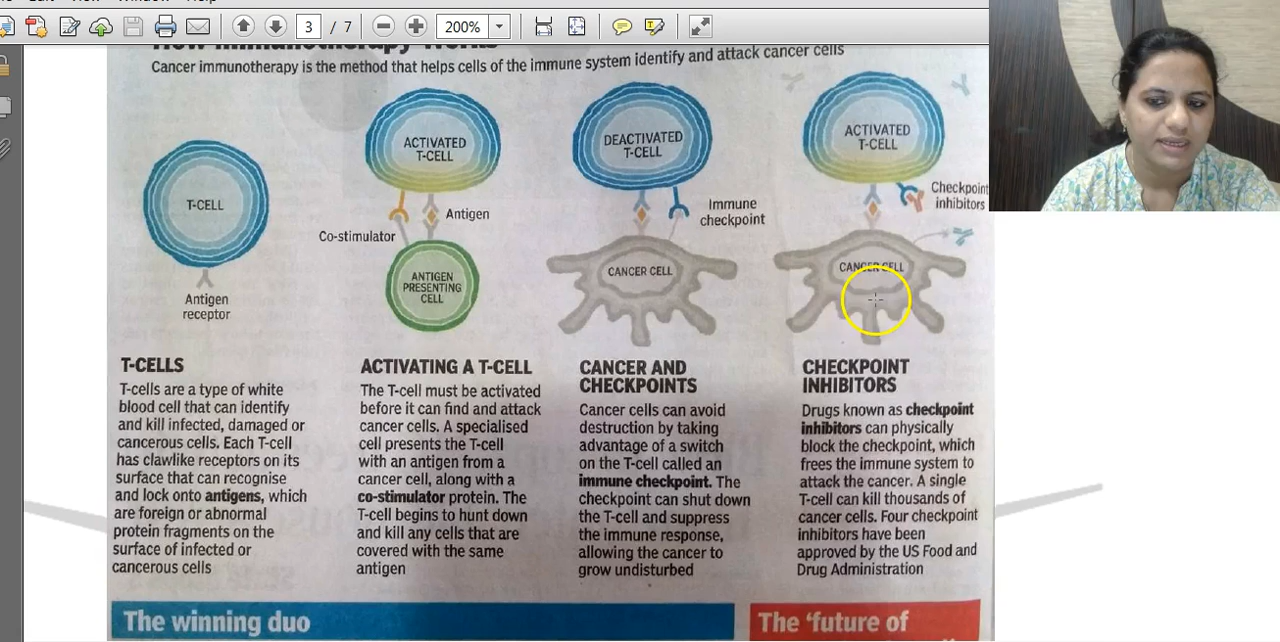 3 / 7
200%
How Immunotherapy Works
Cancer immunotherapy is the method that helps cells of the immune system identify and attack cancer cells
T-CELL
Antigen
receptor
ACTIVATED
T-CELL
Antigen
Co-stimulator
ANTIGEN
PRESENTING
CELL
DEACTIVATED
T-CELL
Immune
checkpoint
CANCER CELL
ACTIVATED
T-CELL
Checkpoint
inhibitors
CANCER CELL
T-CELLS
T-cells are a type of white
blood cell that can identify
and kill infected, damaged or
cancerous cells. Each T-cell
has clawlike receptors on its
surface that can recognise
and lock onto antigens, which
are foreign or abnormal
protein fragments on the
surface of infected or
cancerous cells
ACTIVATING A T-CELL
The T-cell must be activated
before it can find and attack
cancer cells. A specialised
cell presents the T-cell
with an antigen from a
cancer cell, along with a
co-stimulator protein. The
T-cell begins to hunt down
and kill any cells that are
covered with the same
antigen
CANCER AND
CHECKPOINTS
Cancer cells can avoid
destruction by taking
advantage of a switch
on the T-cell called an
immune checkpoint. The
checkpoint can shut down
the T-cell and suppress
the immune response,
allowing the cancer to
grow undisturbed
CHECKPOINT
INHIBITORS
Drugs known as checkpoint
inhibitors can physically
block the checkpoint, which
frees the immune system to
attack the cancer. A single
T-cell can kill thousands of
cancer cells. Four checkpoint
inhibitors have been
approved by the US Food and
Drug Administration
The winning duo
The 'future of